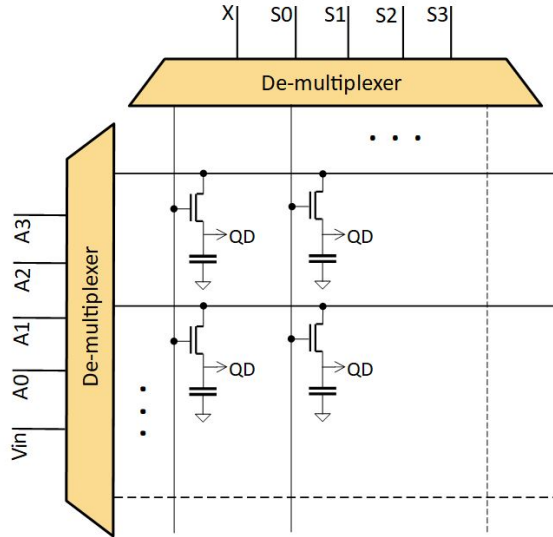 X S0 S1 S2 S3
De-multiplexer
QD QD
A3
A2
De-multiplexer
A1
QD QD
A0
Vin